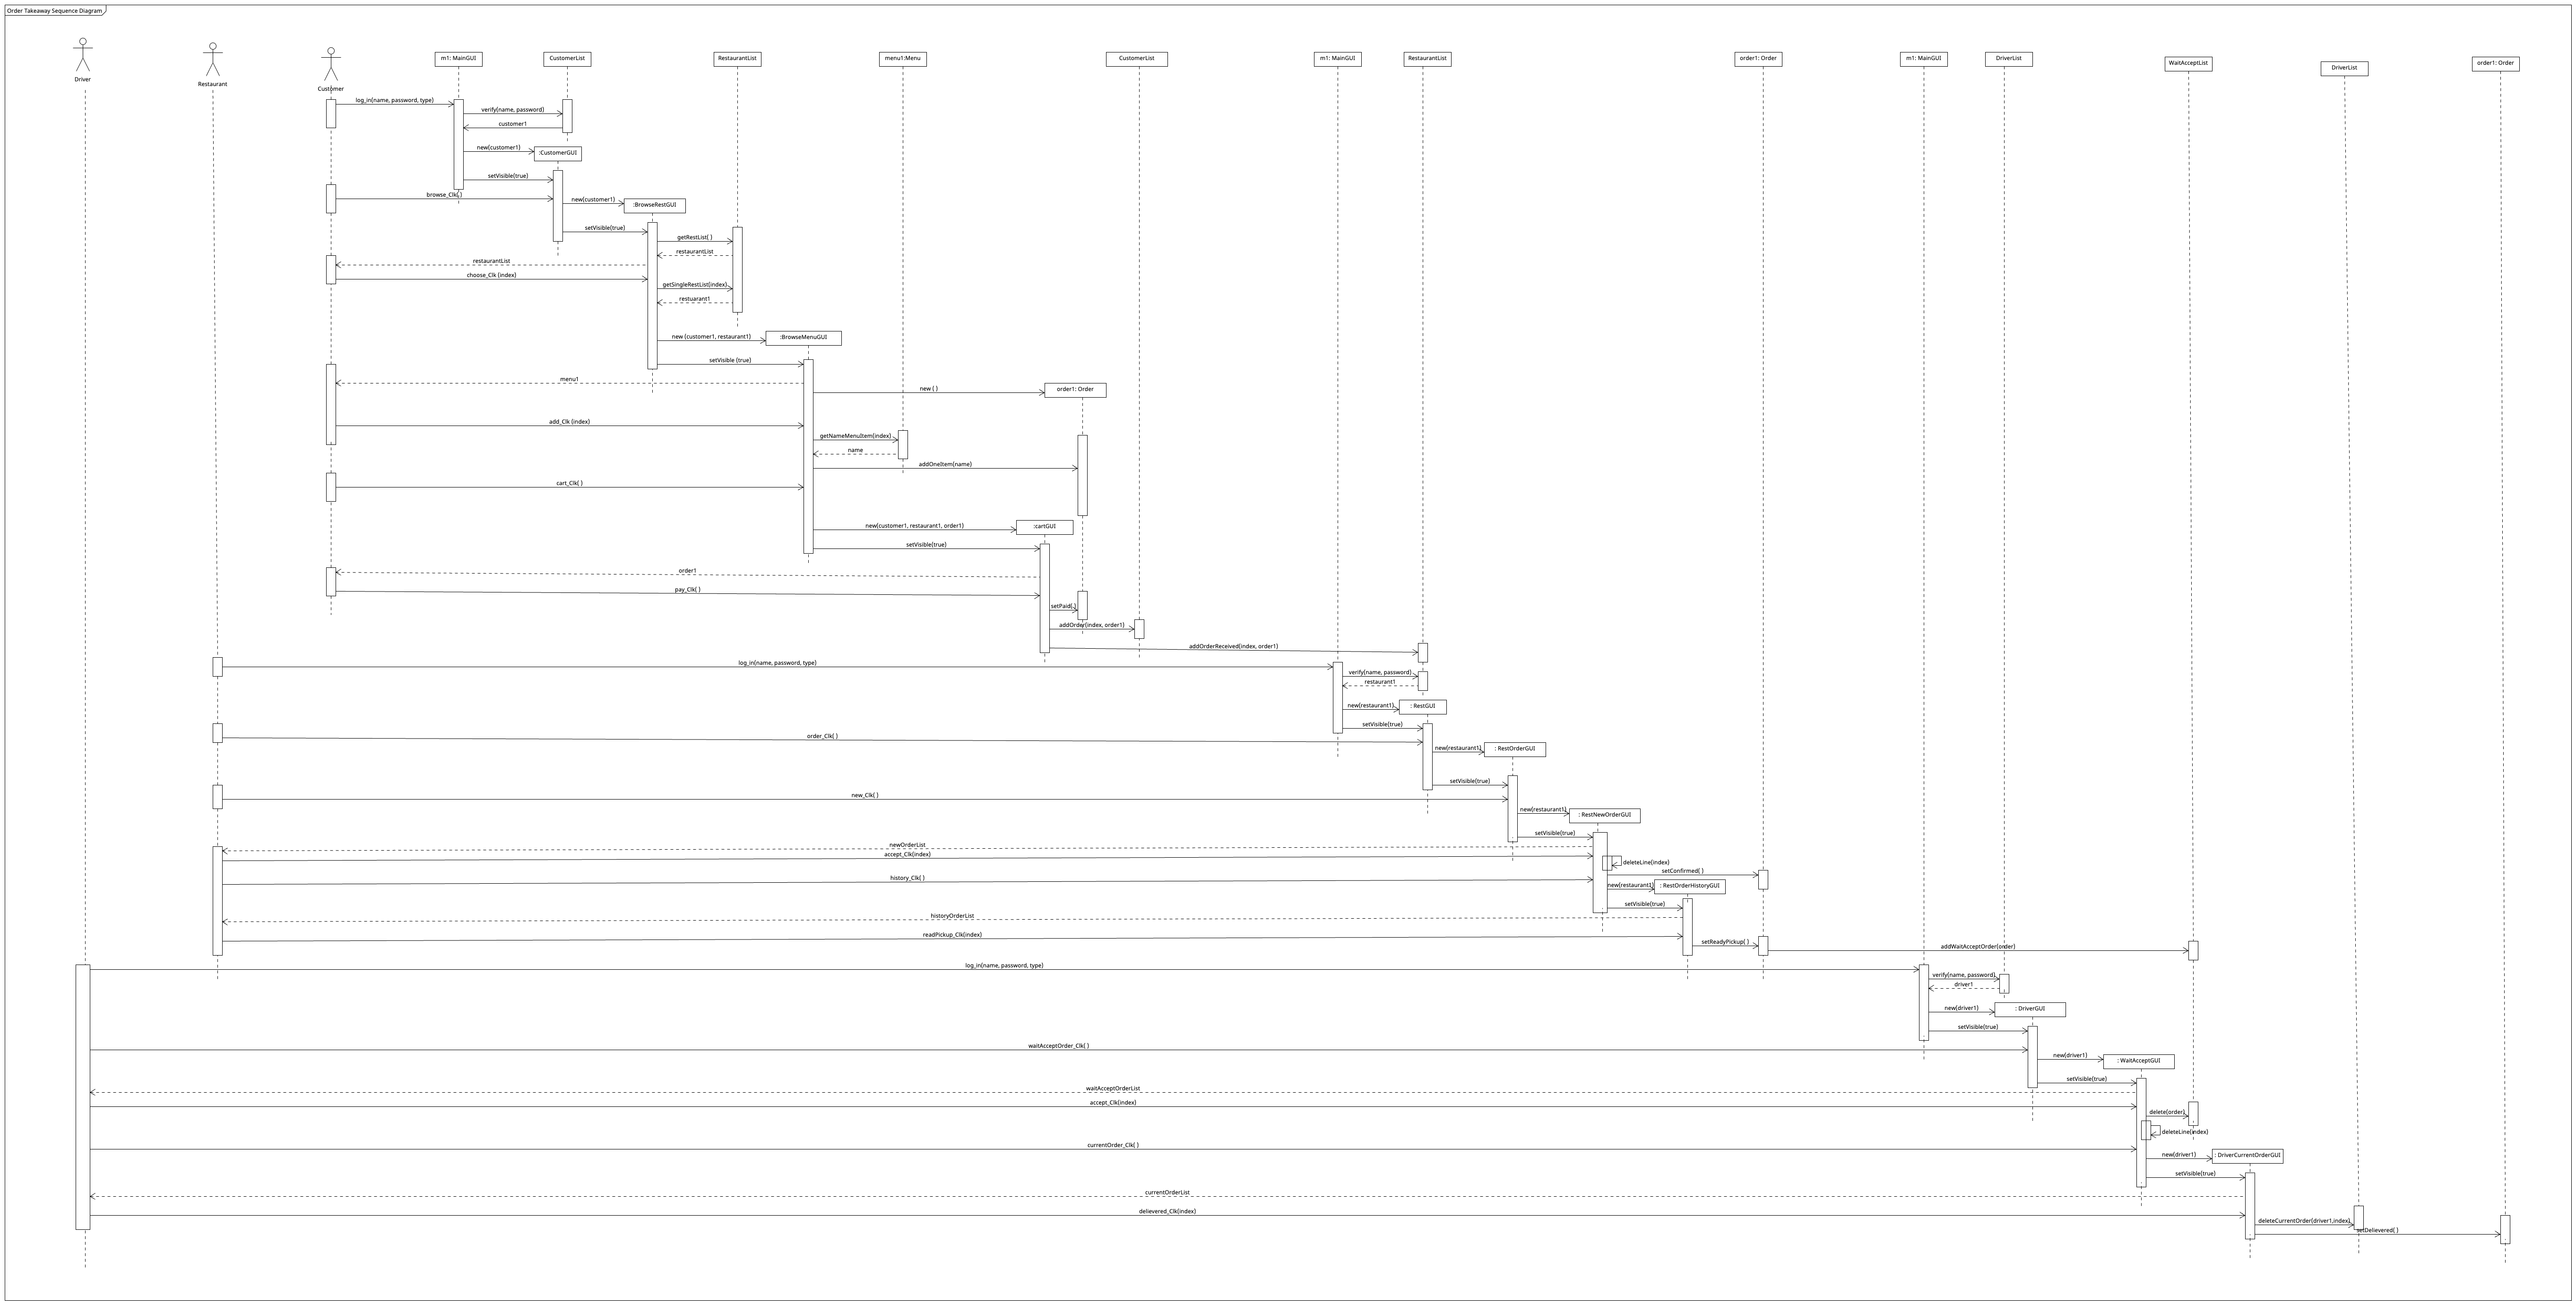 Order Takeaway Sequence Diagram
Driver
Restaurant
Customer
m1: MainGUI
CustomerList
RestaurantList
menu1:Menu
CustomerList
m1: MainGUI
RestaurantList
order1: Order
m1: MainGUI
DriverList
WaitAcceptList
DriverList
order1: Order
log_in(name, password, type)
verify(name, password)
customer1
new(customer1)
:CustomerGUI
setVisible(true)
browse_Clk( )
new(customer1)
:BrowseRestGUI
setVisible(true)
getRestList( )
restaurantList
restaurantList
choose_Clk (index)
getSingleRestList(index)
restuarant1
new (customer1, restaurant1)
:BrowseMenuGUI
setVisible (true)
menu1
new ( )
order1: Order
add_Clk (index)
getNameMenuItem(index)
name
addOneItem(name)
cart_Clk( )
new(customer1, restaurant1, order1)
:cartGUI
setVisible(true)
order1
pay_Clk( )
setPaid( )
addOrder(index, order1)
addOrderReceived(index, order1)
log_in(name, password, type)
verify(name, password)
restaurant1
new(restaurant1)
: RestGUI
setVisible(true)
order_Clk( )
new(restaurant1)
: RestOrderGUI
setVisible(true)
new_Clk( )
new(restaurant1)
: RestNewOrderGUI
setVisible(true)
newOrderList
accept_Clk(index)
deleteLine(index)
setConfirmed( )
history_Clk( )
new(restaurant1)
: RestOrderHistoryGUI
setVisible(true)
historyOrderList
readPickup_Clk(index)
setReadyPickup( )
addWaitAcceptOrder(order)
log_in(name, password, type)
verify(name, password)
driver1
new(driver1)
: DriverGUI
setVisible(true)
waitAcceptOrder_Clk( )
new(driver1)
: WaitAcceptGUI
setVisible(true)
waitAcceptOrderList
accept_Clk(index)
delete(order)
deleteLine(index)
currentOrder_Clk( )
new(driver1)
: DriverCurrentOrderGUI
setVisible(true)
currentOrderList
delievered_Clk(index)
deleteCurrentOrder(driver1,index)
setDelievered( )